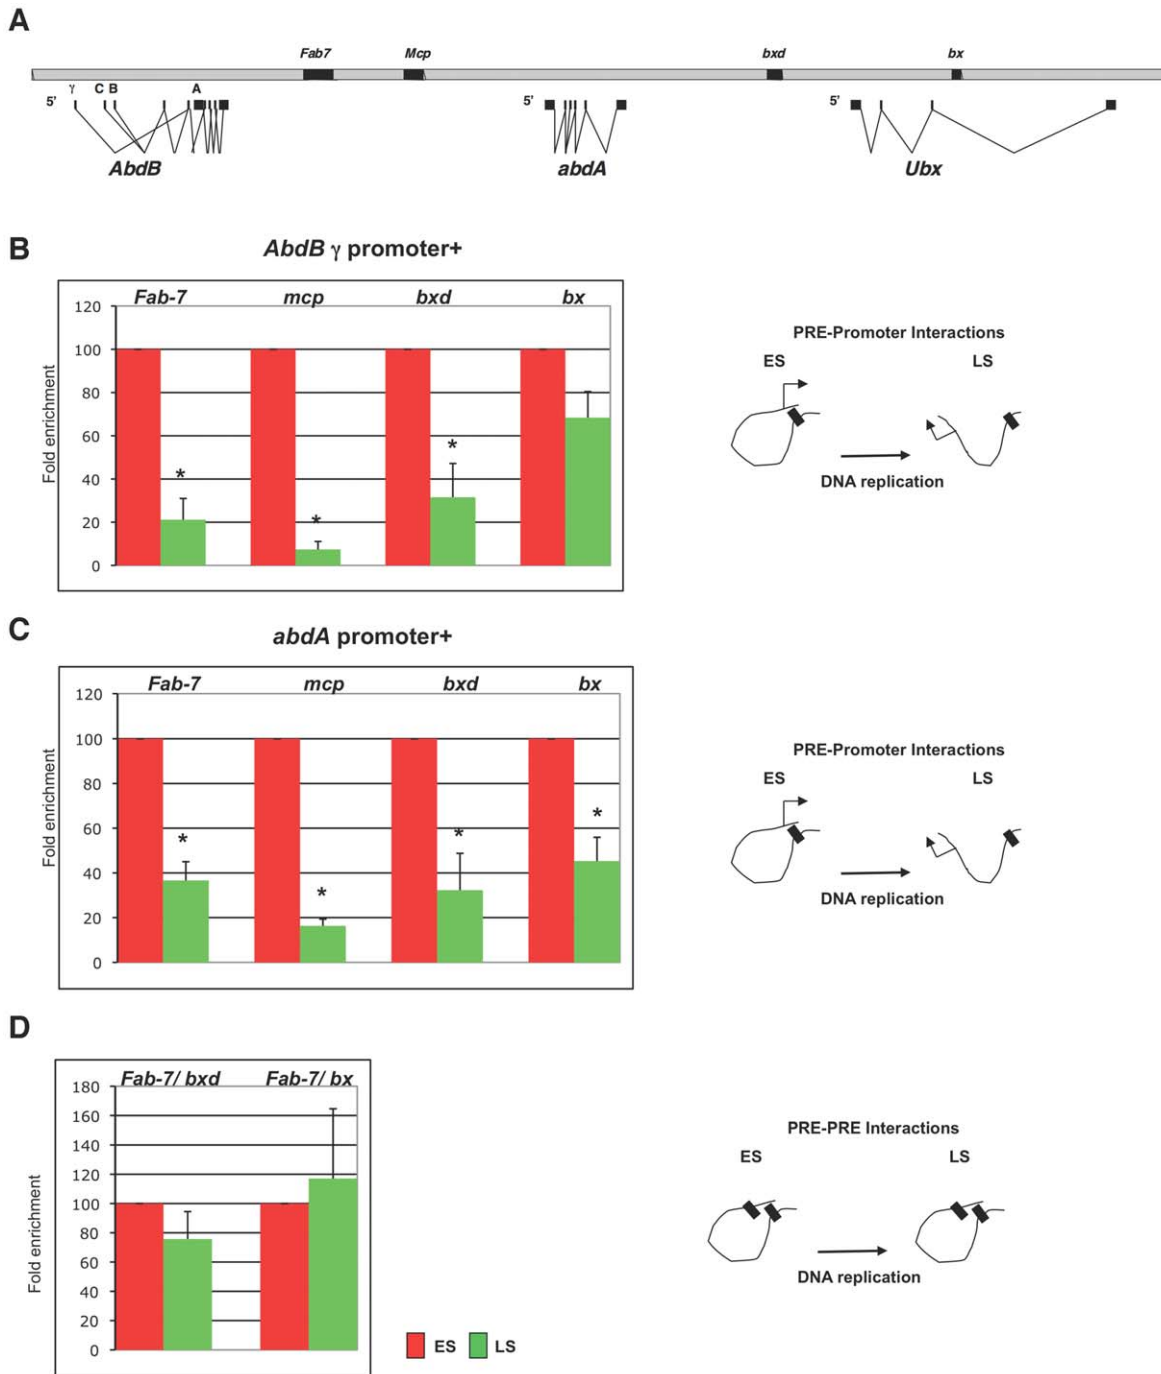 A
Fab7 Mcp bxd bx
γ C B A
5' 5' 5'
AbdB abdA Ubx
B
AbdB γ promoter+
Fab-7 mcp bxd bx
120
100
80
60
40
20
0
Fold enrichment
*
*
*
PRE-Promoter Interactions
ES LS
DNA replication
C
abdA promoter+
Fab-7 mcp bxd bx
120
100
80
60
40
20
0
Fold enrichment
*
*
*
*
PRE-Promoter Interactions
ES LS
DNA replication
D
Fab-7/ bxd Fab-7/ bx
180
160
140
120
100
80
60
40
20
0
Fold enrichment
ES LS
PRE-PRE Interactions
ES LS
DNA replication